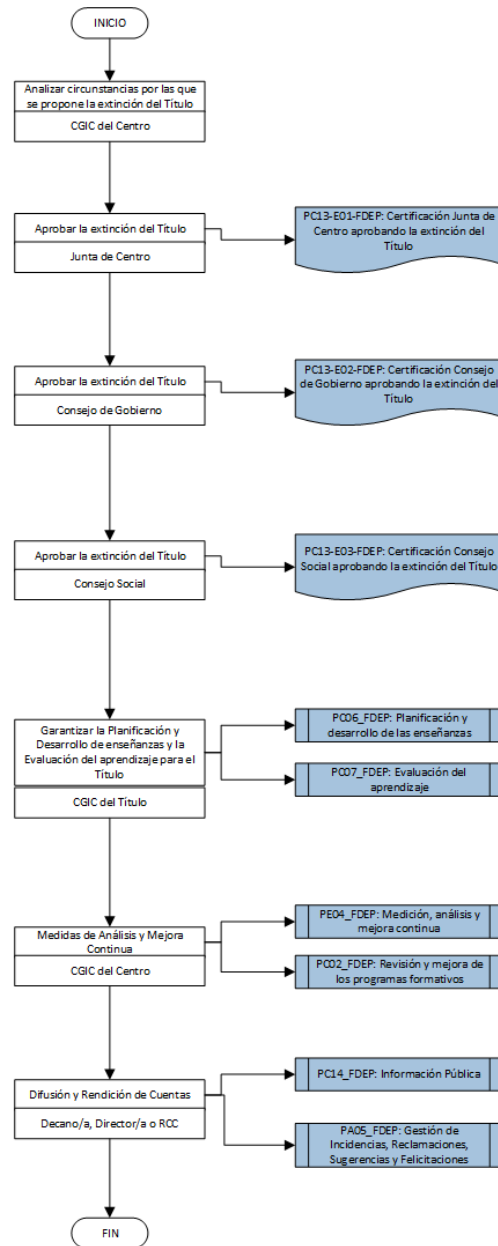 INICIO
Analizar circunstancias por las que
se propone la extinción del Título
CGIC del Centro
Aprobar la extinción del Título
Junta de Centro
PC13-E01-FDEP: Certificación Junta de
Centro aprobando la extinción del
Título
Aprobar la extinción del Título
Consejo de Gobierno
PC13-E02-FDEP: Certificación Consejo
de Gobierno aprobando la extinción del
Título
Aprobar la extinción del Título
Consejo Social
PC13-E03-FDEP: Certificación Consejo
Social aprobando la extinción del Título
Garantizar la Planificación y
Desarrollo de enseñanzas y la
Evaluación del aprendizaje para el
Título
CGIC del Título
PC06_FDEP: Planificación y
desarrollo de las enseñanzas
PC07_FDEP: Evaluación del
aprendizaje
Medidas de Análisis y Mejora
Continua
CGIC del Centro
PE04_FDEP: Medición, análisis y
mejora continua
PC02_FDEP: Revisión y mejora de
los programas formativos
Difusión y Rendición de Cuentas
Decano/a, Director/a o RCC
PC14_FDEP: Información Pública
PA05_FDEP: Gestión de
Incidencias, Reclamaciones,
Sugerencias y Felicitaciones
FIN